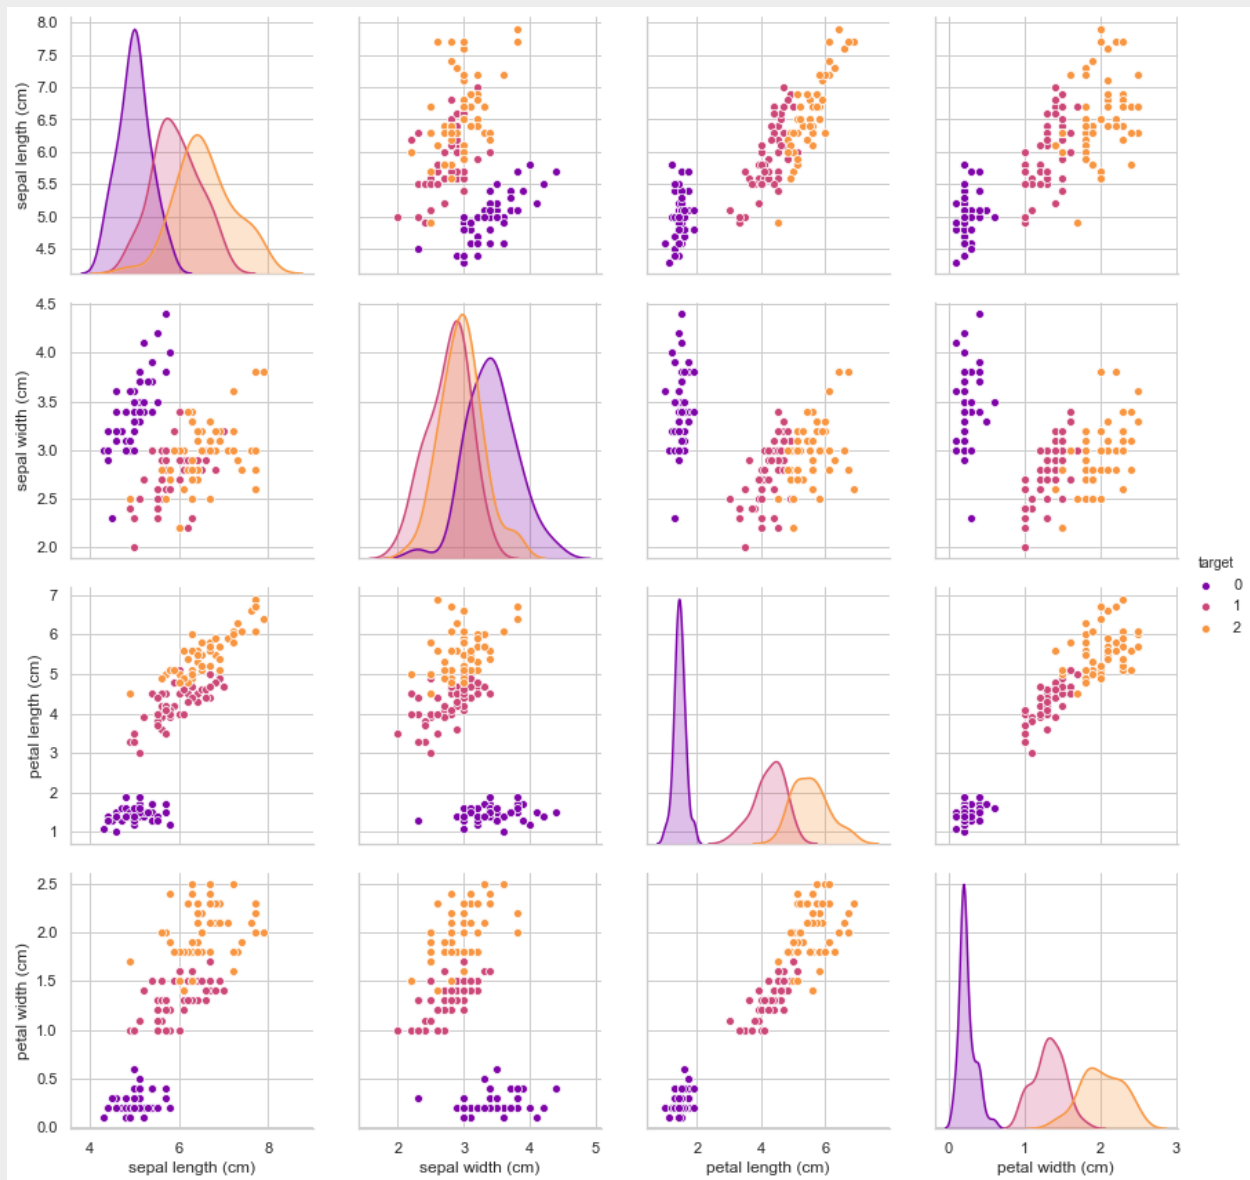 8.0
7.5
7.0
6.5
6.0
5.5
5.0
4.5
sepal length (cm)
4.5
4.0
3.5
3.0
2.5
2.0
sepal width (cm)
target
0
1
2
7
6
5
4
3
2
1
petal length (cm)
2.5
2.0
1.5
1.0
0.5
0.0
petal width (cm)
4 6 8
sepal length (cm)
2 3 4 5
sepal width (cm)
2 4 6
petal length (cm)
0 1 2 3
petal width (cm)